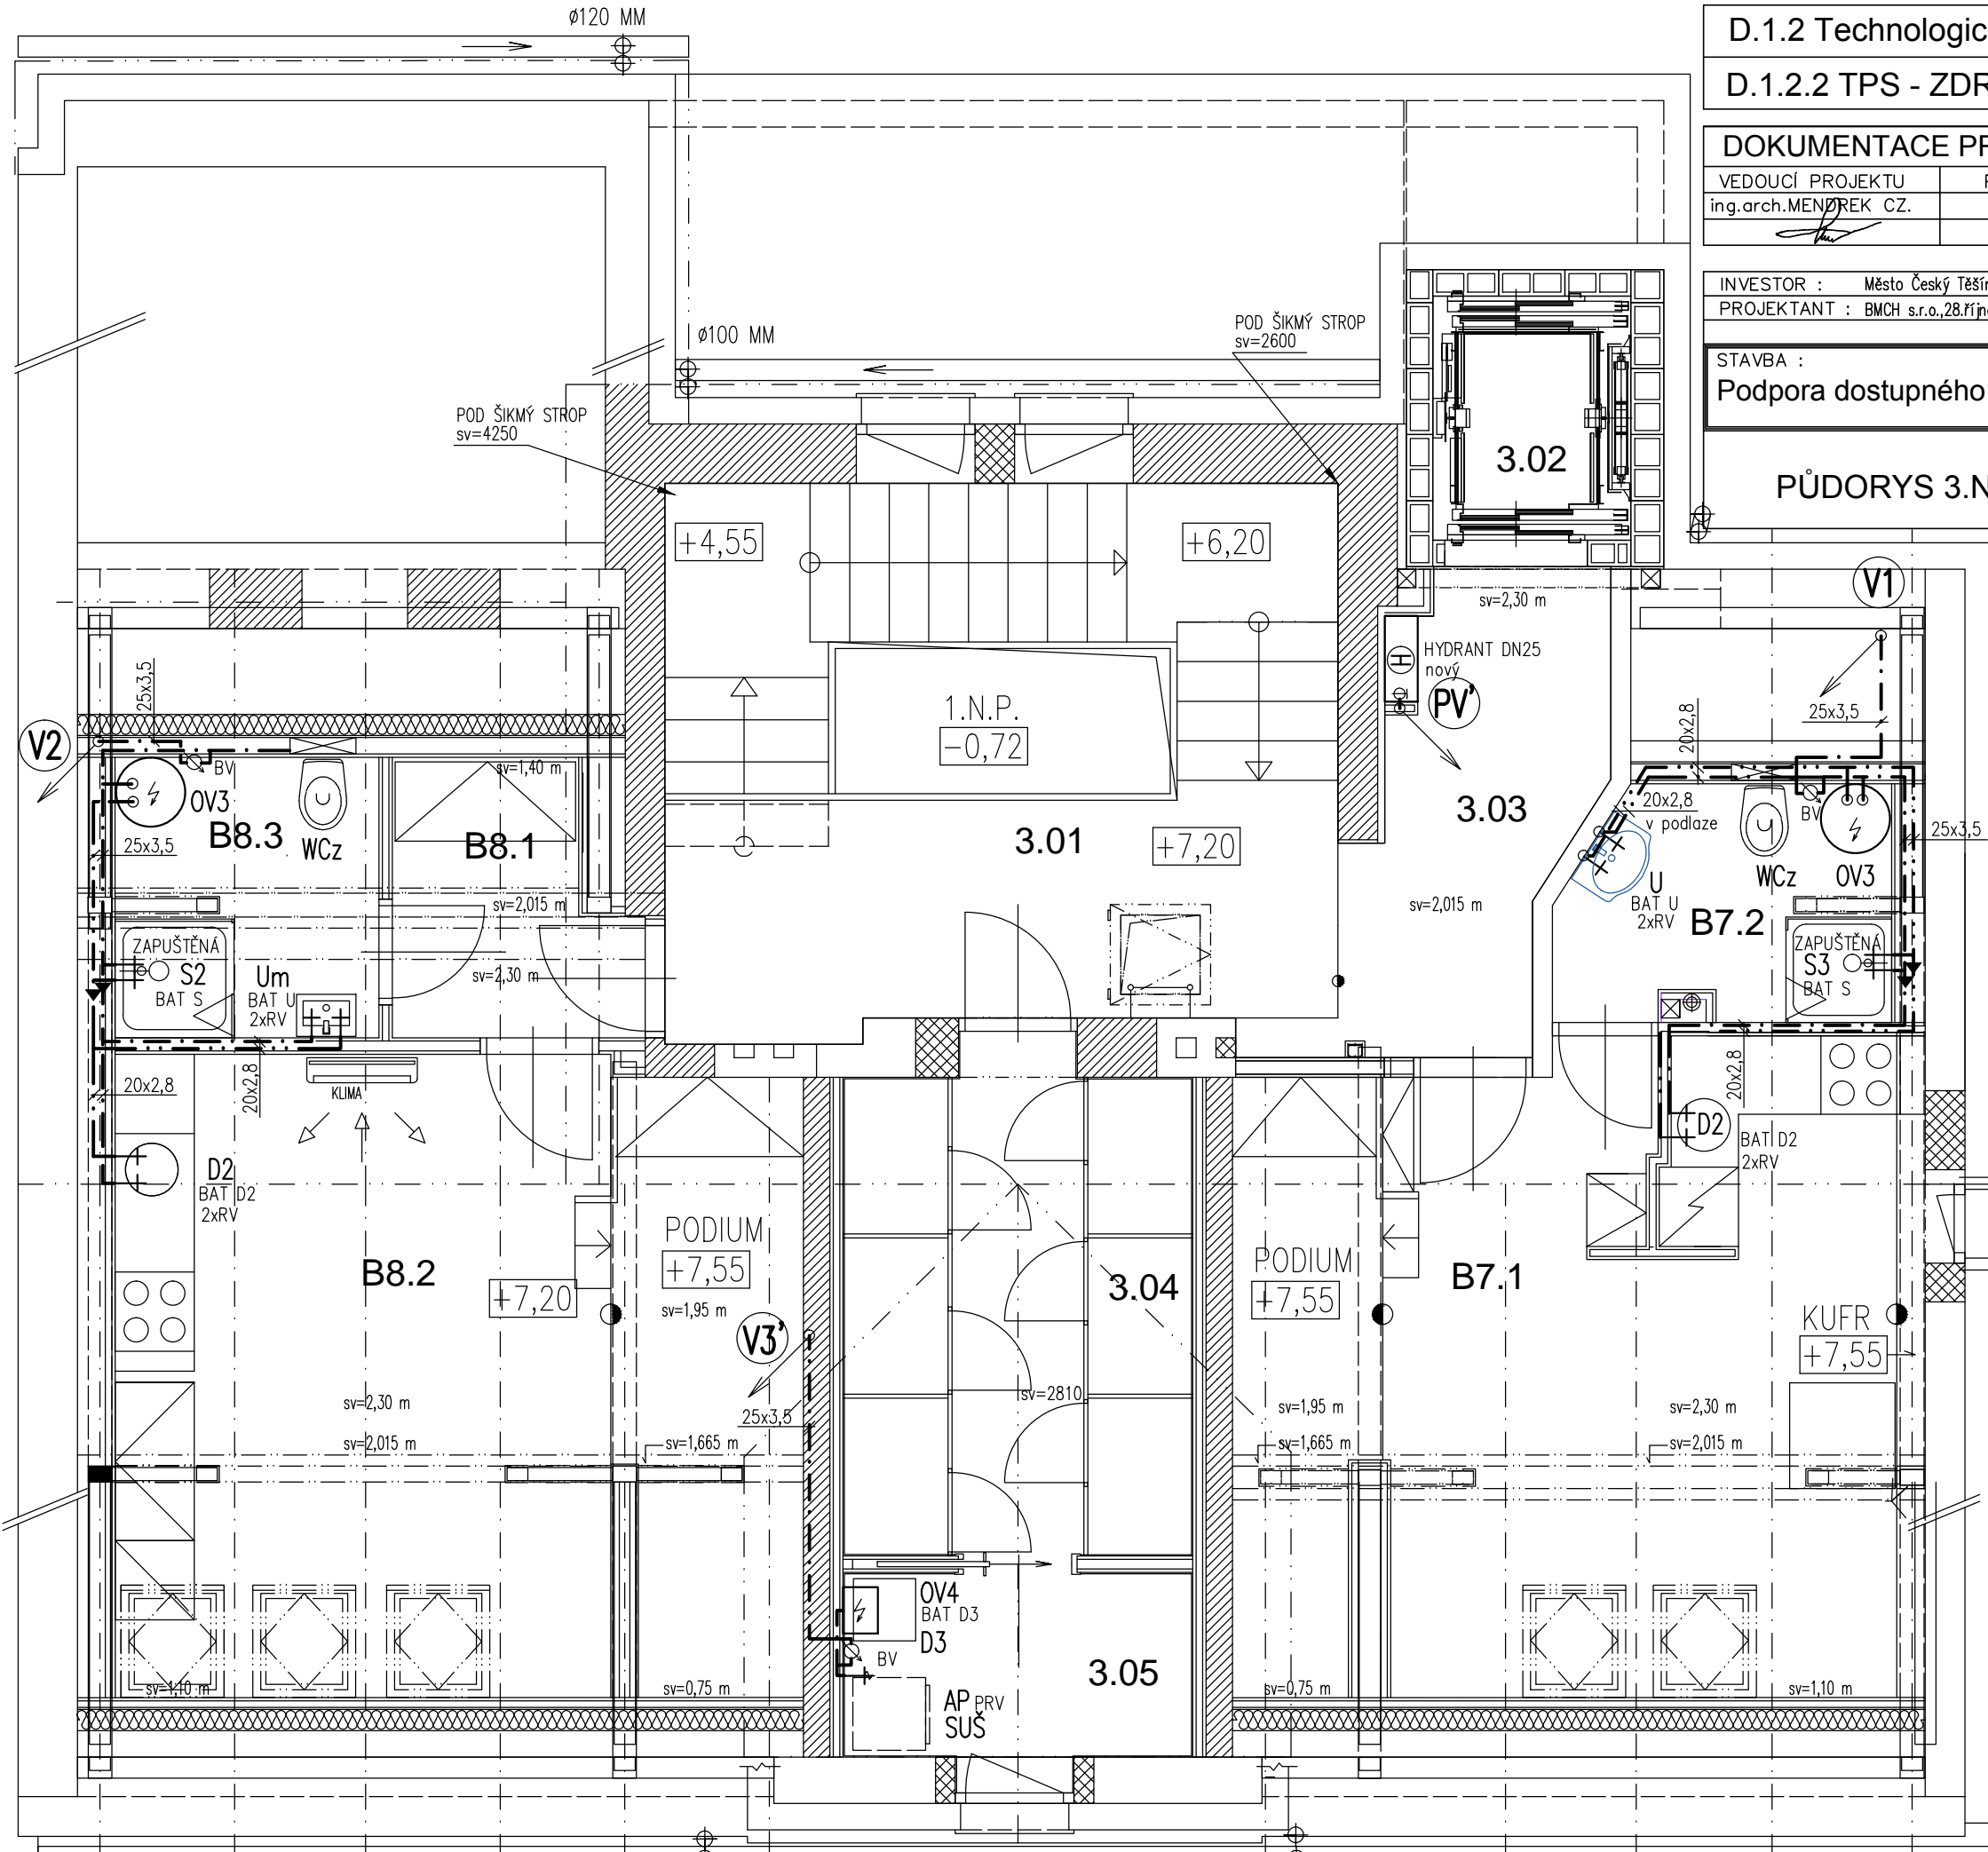 D.1.2 Technologic
D.1.2.2 TPS - ZDR
DOKUMENTACE PR
VEDOUCÍ PROJEKTU
ing.arch.MENDREK CZ.
INVESTOR : Město Český Těšín
PROJEKTANT : BMCH s.r.o.,28.října
STAVBA :
Podpora dostupného
PŮDORYS 3.N
ø120 MM
ø100 MM
POD ŠIKMÝ STROP
sv=2600
POD ŠIKMÝ STROP
sv=4250
3.02
+4,55
+6,20
V1
sv=2,30 m
HYDRANT DN25
nový
H
PV'
25x3,5
1.N.P.
-0,72
25x3,5
20x2,8
V2
BV
sv=1,40 m
OV3
B8.3
WCz
B8.1
25x3,5
3.01
+7,20
3.03
20x2,8
v podlaze
BV
25x3,5
U
BAT U
2xRV
WCz
OV3
B7.2
sv=2,015 m
sv=2,015 m
ZAPUŠTĚNÁ
S2
BAT S
Um
BAT U
2xRV
sv=2,30 m
ZAPUŠTĚNÁ
S3
BAT S
20x2,8
20x2,8
KLIMA
20x2,8
D2
BAT D2
2xRV
D2
BAT D2
2xRV
B8.2
+7,20
PODIUM
+7,55
sv=1,95 m
V3'
3.04
PODIUM
+7,55
B7.1
KUFR
+7,55
sv=2,30 m
sv=2,015 m
25x3,5
sv=1,665 m
sv=2810
sv=1,95 m
sv=1,665 m
sv=2,30 m
sv=2,015 m
OV4
BAT D3
D3
BV
3.05
AP PRV
SUŠ
sv=1,10 m
sv=0,75 m
sv=0,75 m
sv=1,10 m